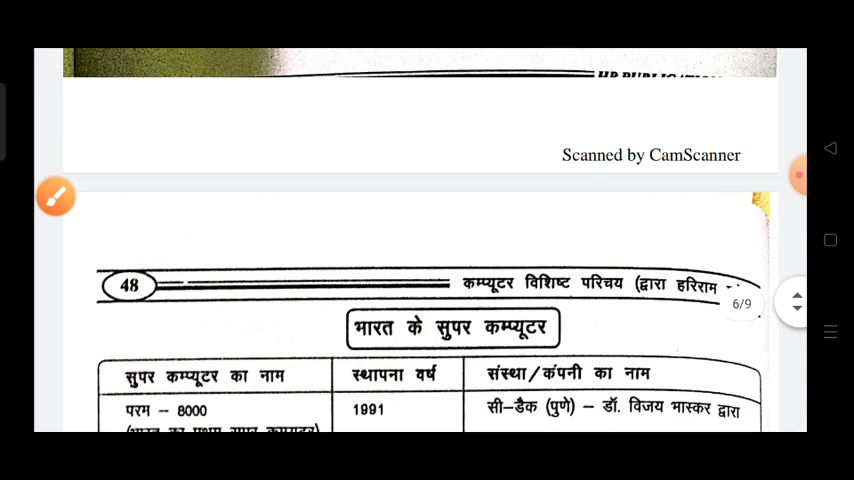 Scanned by CamScanner
48
कम्प्यूटर विशिष्ट परिचय (द्वारा हरिराम
6/9
भारत के सुपर कम्प्यूटर
सुपर कम्प्यूटर का नाम स्थापना वर्ष संस्था/कंपनी का नाम
परम – 8000 1991 सी–डैक (पुणे) – डॉ. विजय भास्कर द्वारा